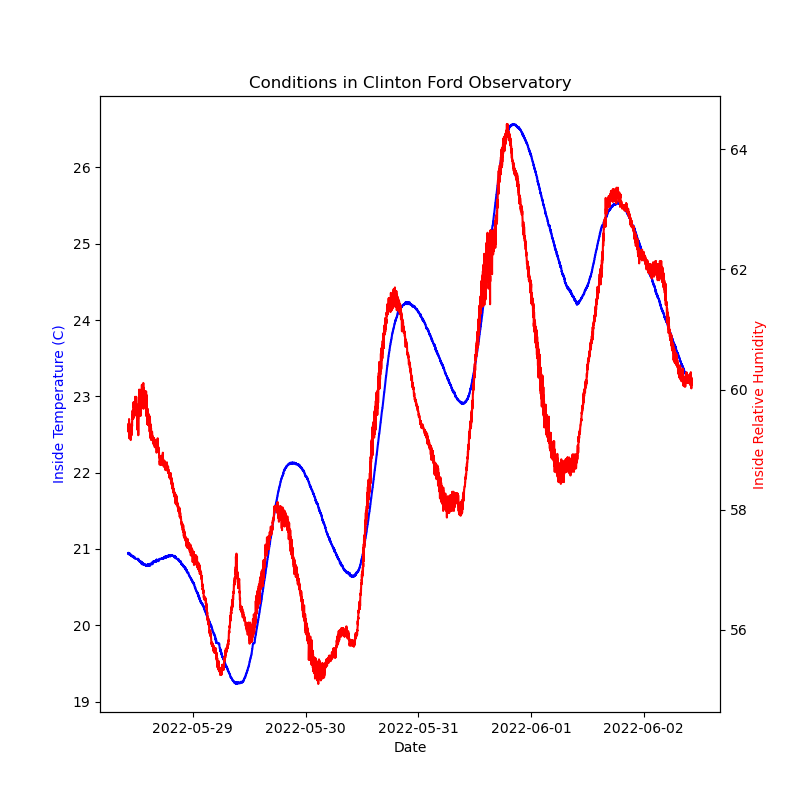 Conditions in Clinton Ford Observatory
Inside Temperature (C)
26
25
24
23
22
21
20
19
64
62
60
58
56
Inside Relative Humidity
2022-05-29 2022-05-30 2022-05-31 2022-06-01 2022-06-02
Date